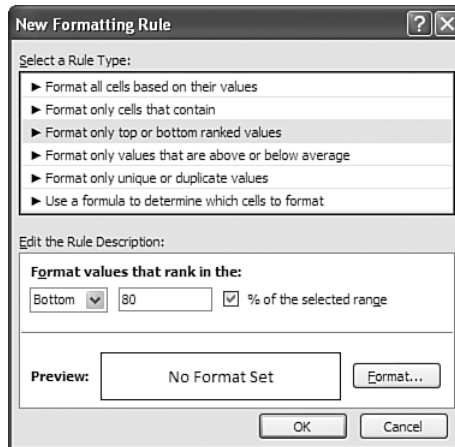 New Formatting Rule
Select a Rule Type:
► Format all cells based on their values
► Format only cells that contain
► Format only top or bottom ranked values
► Format only values that are above or below average
► Format only unique or duplicate values
► Use a formula to determine which cells to format
Edit the Rule Description:
Format values that rank in the:
Bottom 80 % of the selected range
Preview: No Format Set Format...
OK Cancel